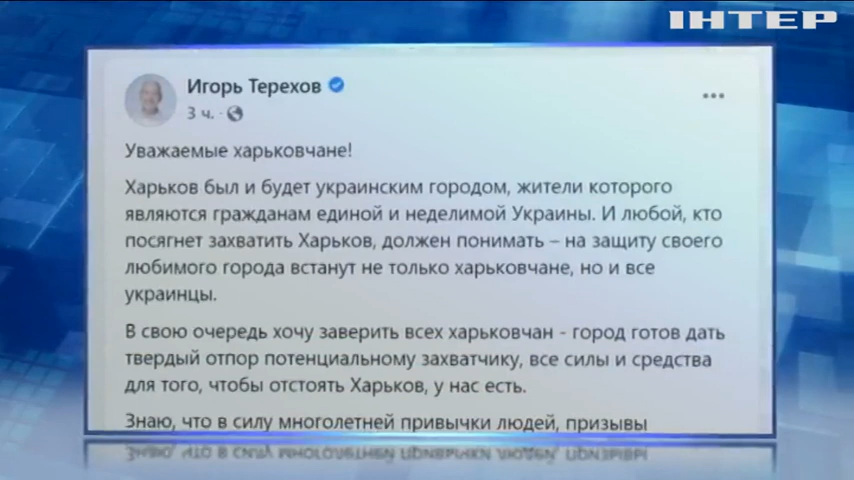 ІНТЕР
Игорь Терехов
3 ч. ·
Уважаемые харьковчане!
Харьков был и будет украинским городом, жители которого
являются гражданам единой и неделимой Украины. И любой, кто
посягнет захватить Харьков, должен понимать – на защиту своего
любимого города встанут не только харьковчане, но и все
украинцы.
В свою очередь хочу заверить всех харьковчан - город готов дать
твердый отпор потенциальному захватчику, все силы и средства
для того, чтобы отстоять Харьков, у нас есть.
Знаю, что в силу многолетней привычки людей, призывы